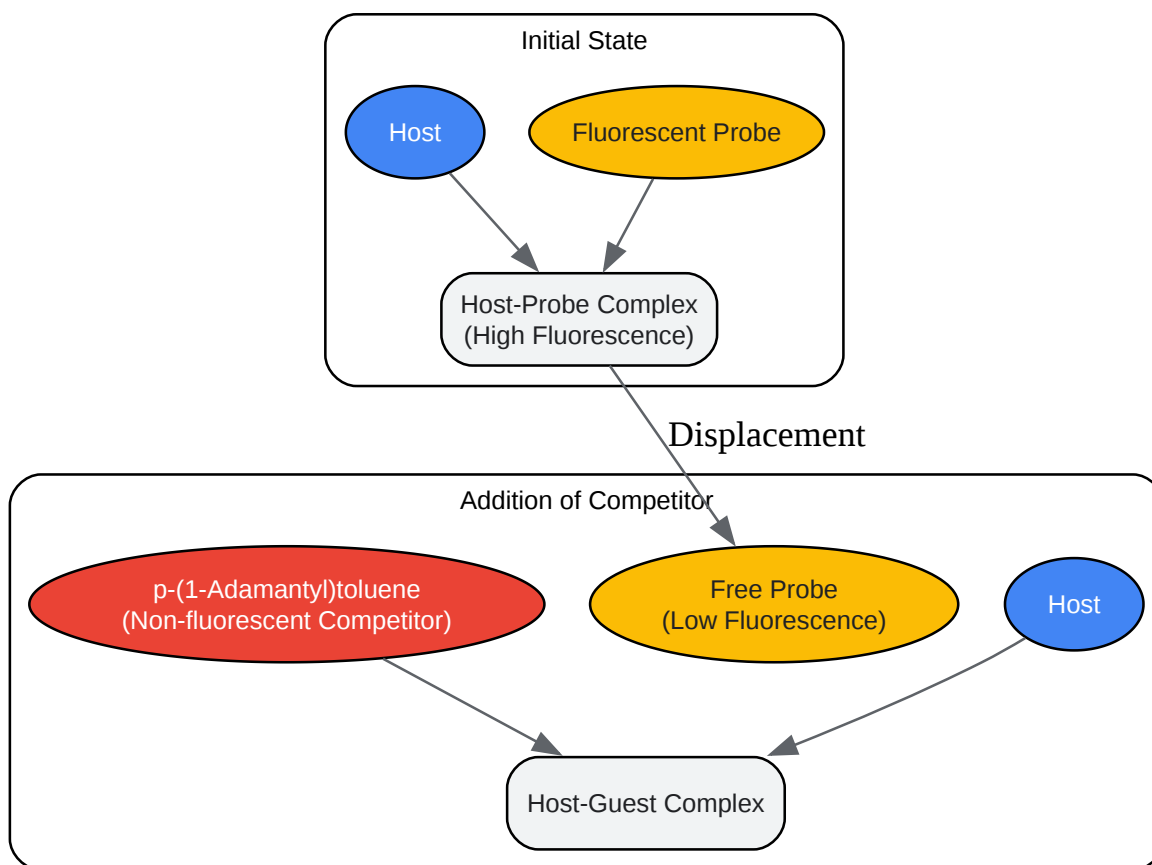 Initial State
Host
Fluorescent Probe
Host-Probe Complex
(High Fluorescence)
Displacement
Addition of Competitor
p-(1-Adamantyl)toluene
(Non-fluorescent Competitor)
Free Probe
(Low Fluorescence)
Host
Host-Guest Complex